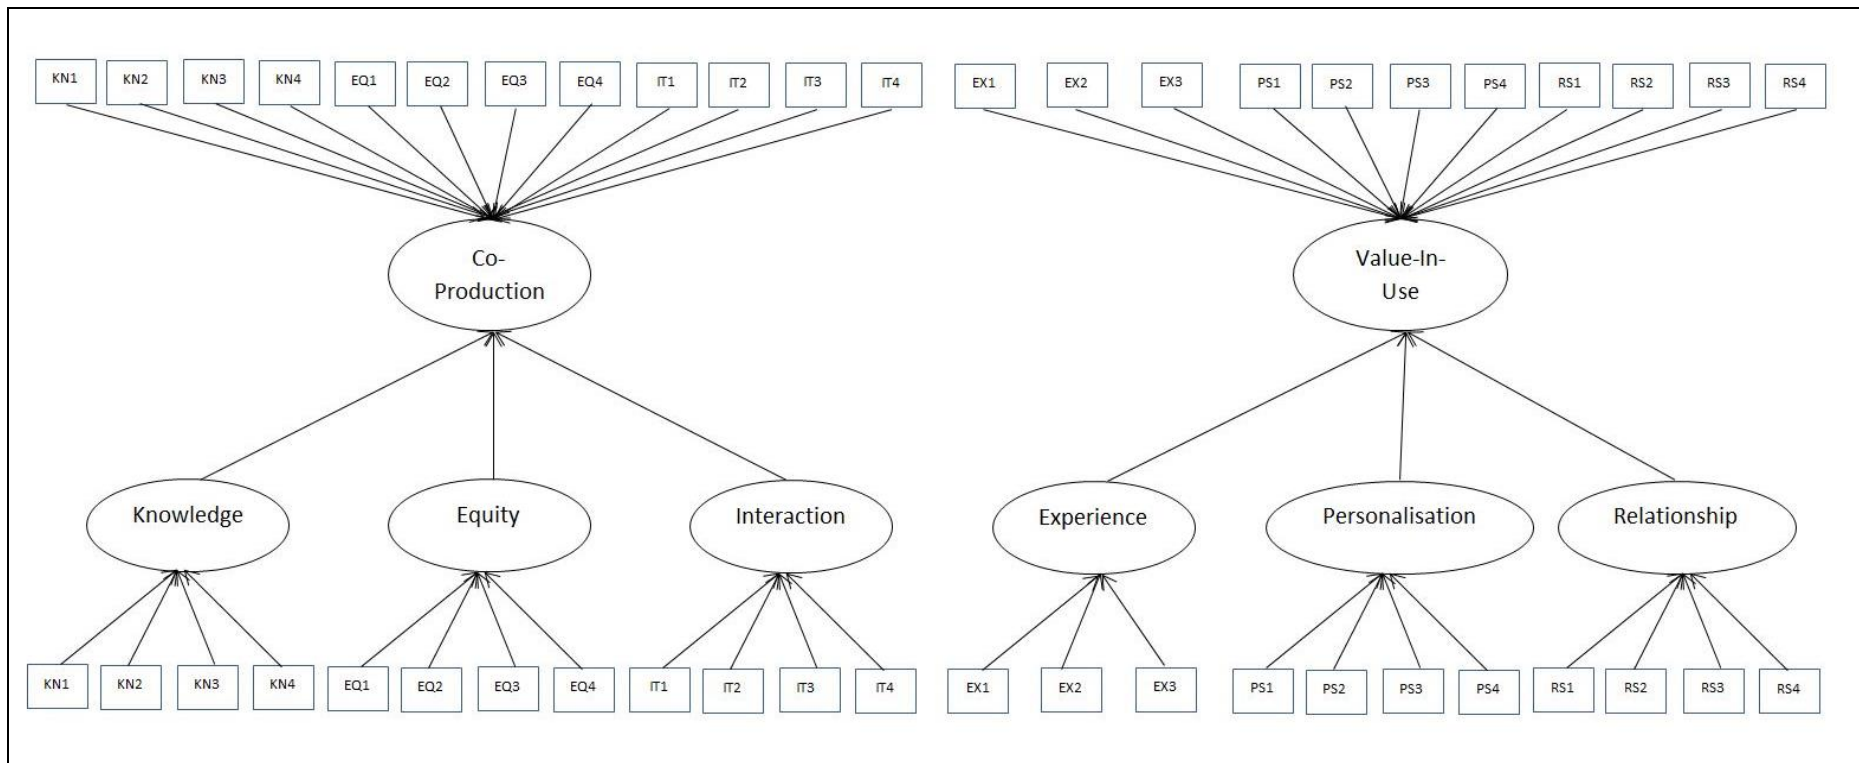 KN1 KN2 KN3 KN4 EQ1 EQ2 EQ3 EQ4 IT1 IT2 IT3 IT4 EX1 EX2 EX3 PS1 PS2 PS3 PS4 RS1 RS2 RS3 RS4
Co-
Production
Value-In-
Use
Knowledge Equity Interaction Experience Personalisation Relationship
KN1 KN2 KN3 KN4 EQ1 EQ2 EQ3 EQ4 IT1 IT2 IT3 IT4 EX1 EX2 EX3 PS1 PS2 PS3 PS4 RS1 RS2 RS3 RS4